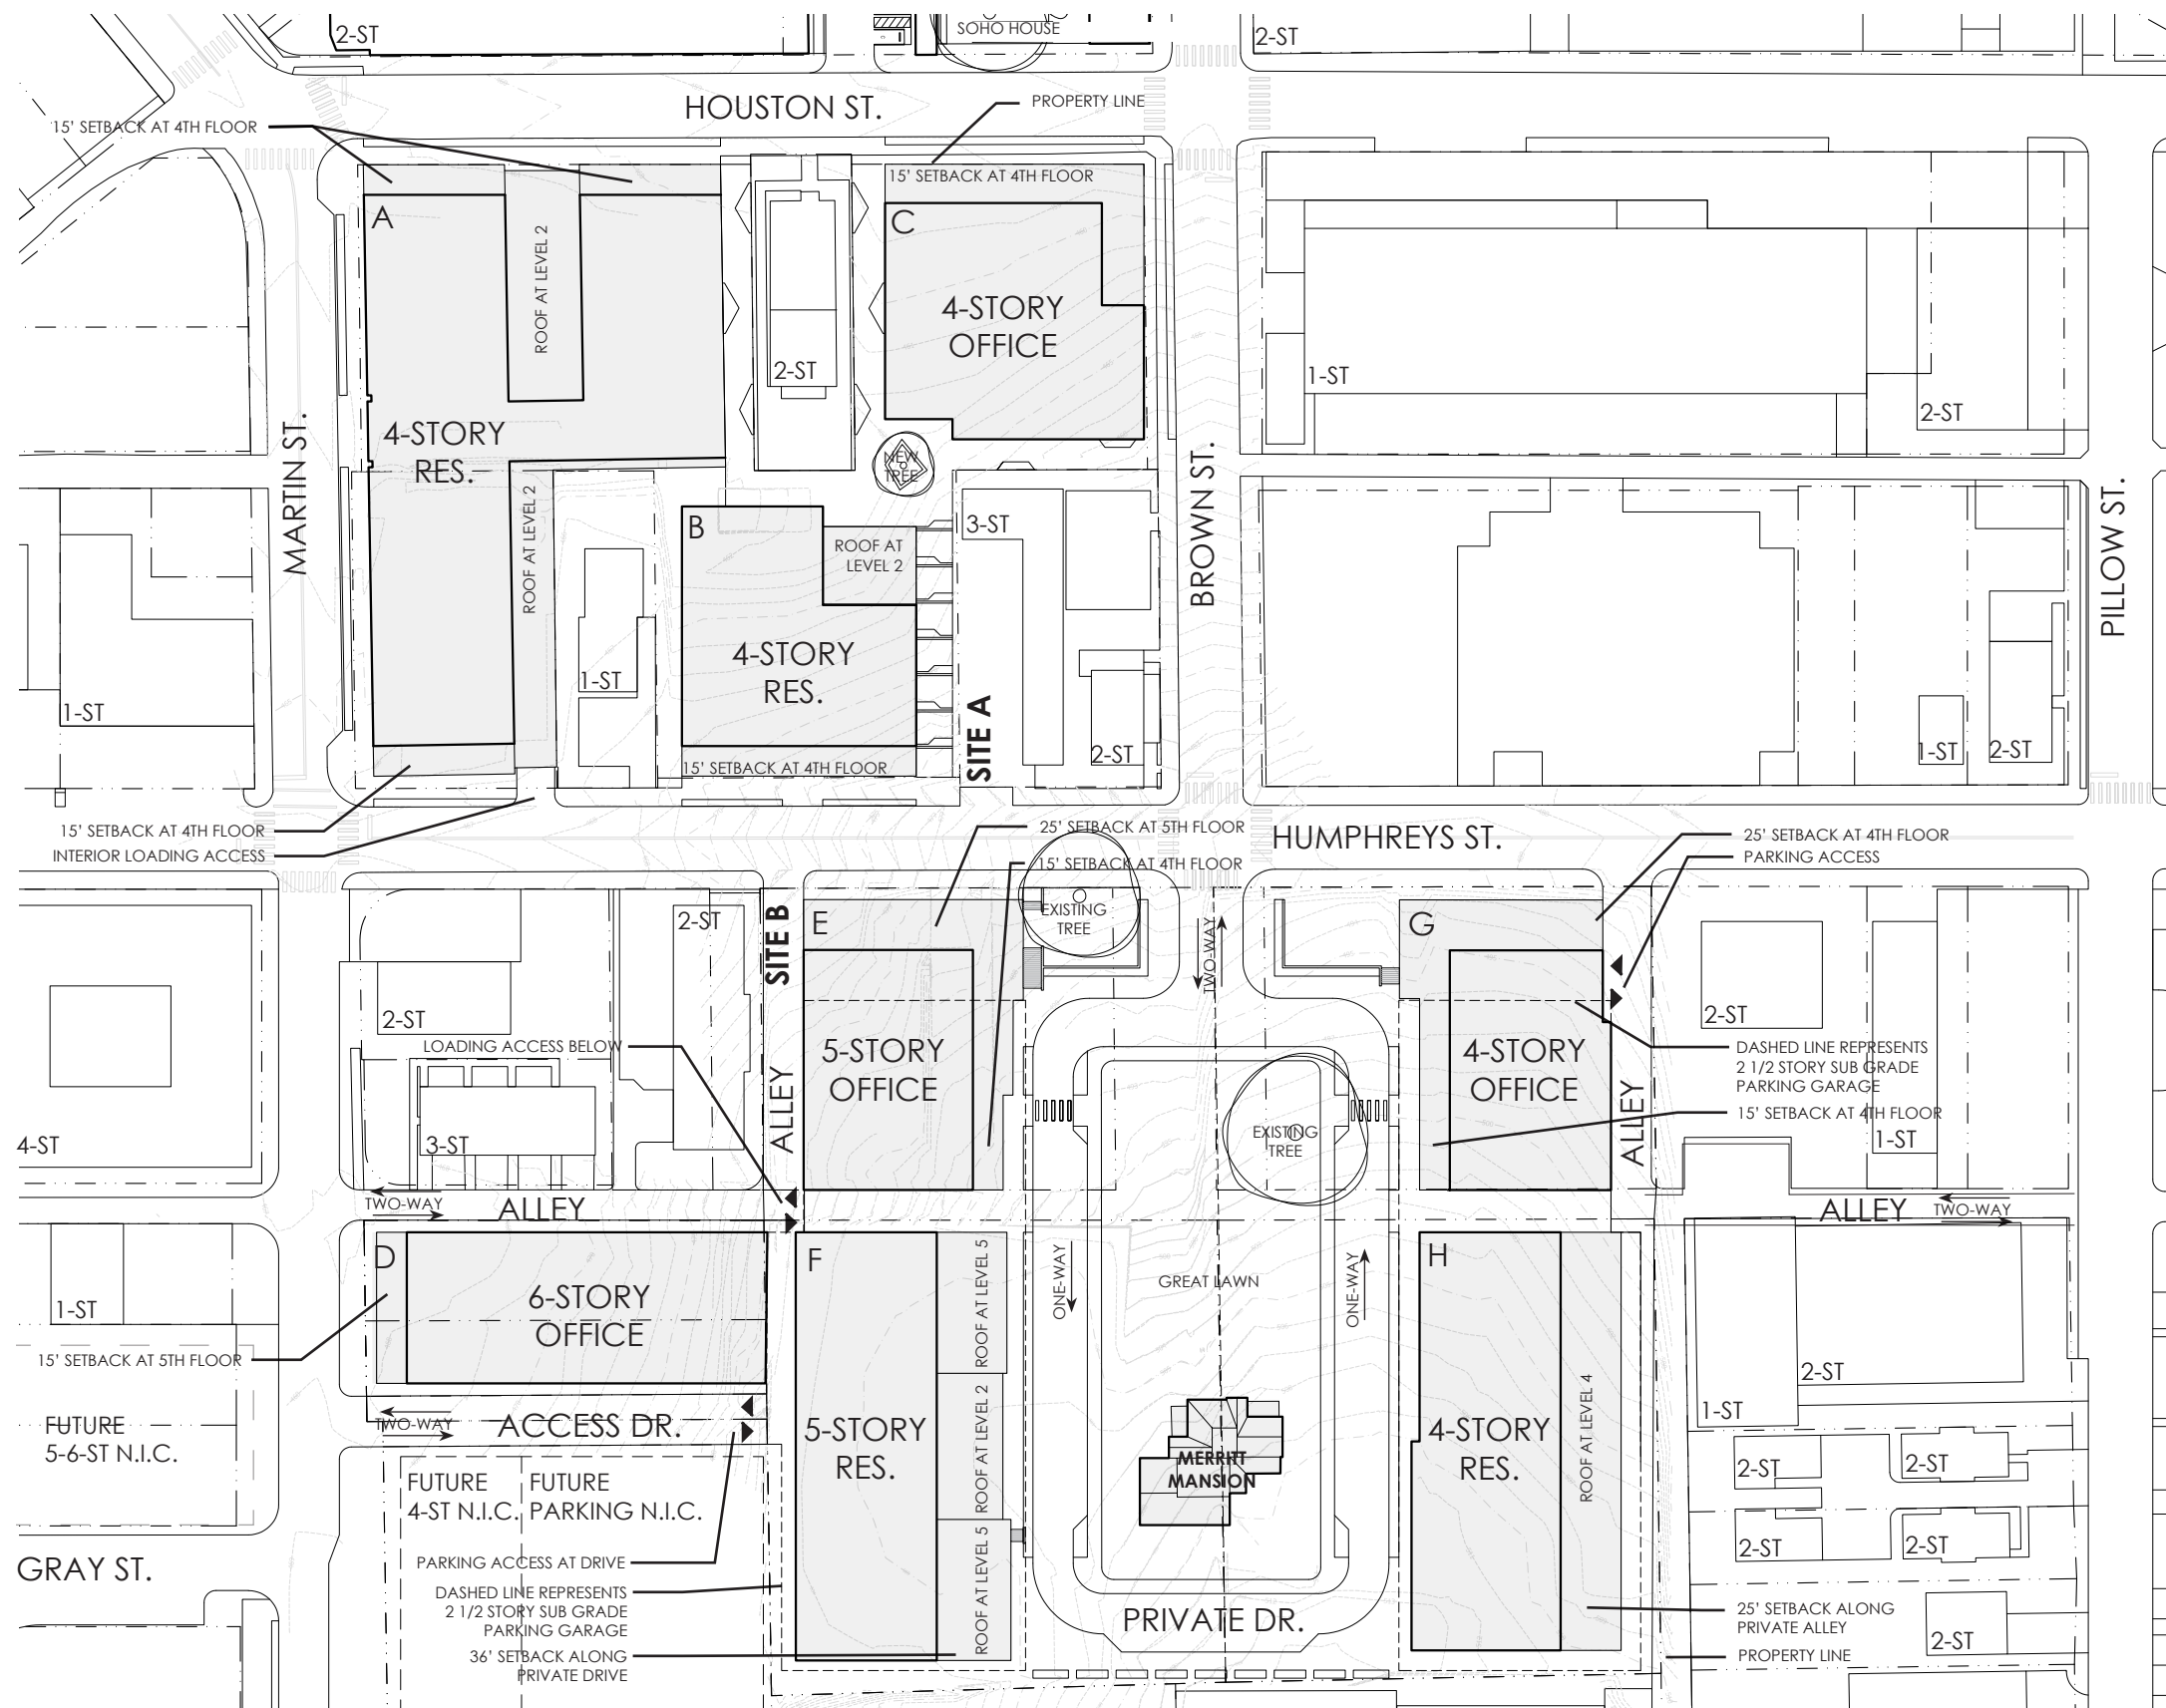 2-ST
SOHO HOUSE
2-ST
HOUSTON ST.
PROPERTY LINE
15' SETBACK AT 4TH FLOOR
15' SETBACK AT 4TH FLOOR
A
ROOF AT LEVEL 2
C
4-STORY
OFFICE
2-ST
1-ST
2-ST
4-STORY
RES.
MARTIN ST.
NEW
TREE
BROWN ST.
PILLOW ST.
ROOF AT LEVEL 2
B
ROOF AT
LEVEL 2
3-ST
4-STORY
RES.
1-ST
1-ST
SITE A
2-ST
1-ST
2-ST
15' SETBACK AT 4TH FLOOR
15' SETBACK AT 4TH FLOOR
INTERIOR LOADING ACCESS
25' SETBACK AT 5TH FLOOR
15' SETBACK AT 4TH FLOOR
HUMPHREYS ST.
25' SETBACK AT 4TH FLOOR
PARKING ACCESS
2-ST
SITE B
E
EXISTING
TREE
TWO-WAY
G
2-ST
2-ST
LOADING ACCESS BELOW
5-STORY
OFFICE
4-STORY
OFFICE
DASHED LINE REPRESENTS
2 1/2 STORY SUB GRADE
PARKING GARAGE
15' SETBACK AT 4TH FLOOR
ALLEY
ALLEY
EXISTING
TREE
4-ST
3-ST
1-ST
TWO-WAY
ALLEY
ALLEY
TWO-WAY
D
6-STORY
OFFICE
F
ROOF AT LEVEL 5
ONE-WAY
GREAT LAWN
ONE-WAY
H
1-ST
15' SETBACK AT 5TH FLOOR
2-ST
1-ST
FUTURE
5-6-ST N.I.C.
TWO-WAY
ACCESS DR.
5-STORY
RES.
ROOF AT LEVEL 2
MERRITT
MANSION
4-STORY
RES.
ROOF AT LEVEL 4
2-ST
2-ST
FUTURE
4-ST N.I.C.
FUTURE
PARKING N.I.C.
2-ST
2-ST
GRAY ST.
PARKING ACCESS AT DRIVE
DASHED LINE REPRESENTS
2 1/2 STORY SUB GRADE
PARKING GARAGE
ROOF AT LEVEL 5
36' SETBACK ALONG
PRIVATE DRIVE
PRIVATE DR.
25' SETBACK ALONG
PRIVATE ALLEY
PROPERTY LINE
2-ST